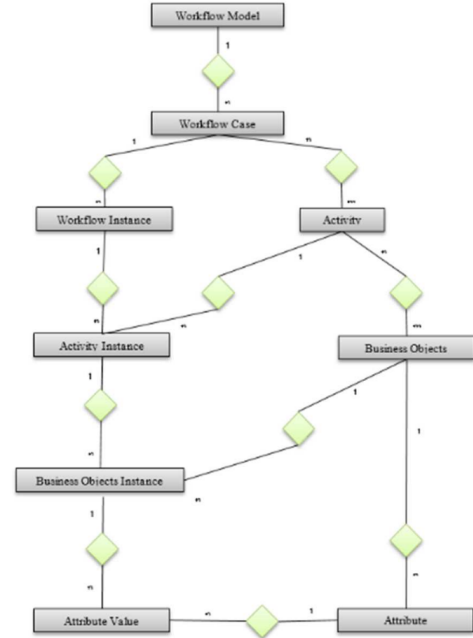 Workflow Model
1
n
Workflow Case
1
n
n
m
Workflow Instance
Activity
1
1
n
n
n
m
Activity Instance
Business Objects
1
1
1
n
Business Objects Instance
n
1
n
n
Attribute Value
n
1
Attribute